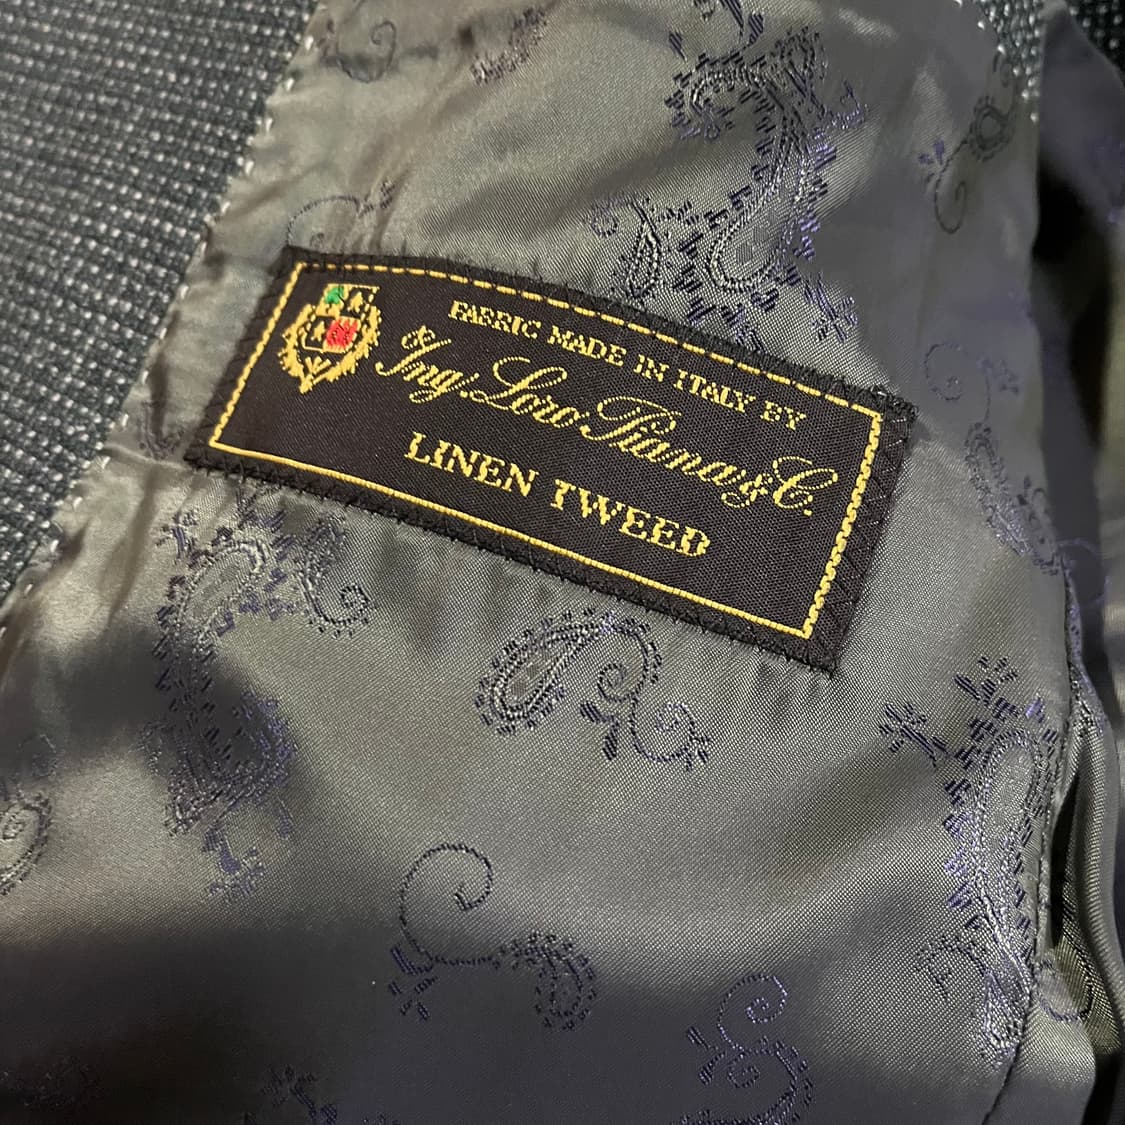 FABRIC MADE IN ITALY BY
Ing. Loro Piana & C.
LINEN TWEED